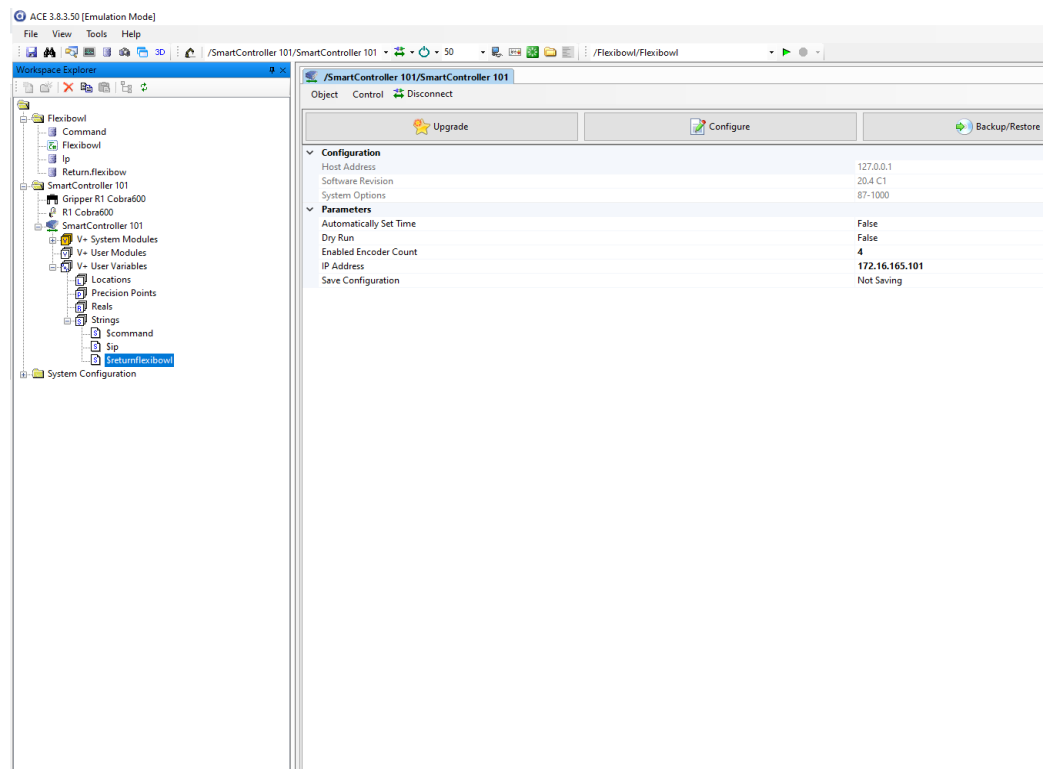 ACE 3.8.3.50 [Emulation Mode]
File View Tools Help
3D /SmartController 101/SmartController 101 50 /Flexibowl/Flexibowl
Workspace Explorer
/SmartController 101/SmartController 101
Object Control Disconnect
Upgrade Configure Backup/Restore
Flexibowl
Command
Flexibowl
Ip
Return.flexibow
SmartController 101
Gripper R1 Cobra600
R1 Cobra600
SmartController 101
V+ System Modules
V+ User Modules
V+ User Variables
Locations
Precision Points
Reals
Strings
$command
$ip
$returnflexibowl
System Configuration
Configuration
Host Address 127.0.0.1
Software Revision 20.4 C1
System Options 87-1000
Parameters
Automatically Set Time False
Dry Run False
Enabled Encoder Count 4
IP Address 172.16.165.101
Save Configuration Not Saving